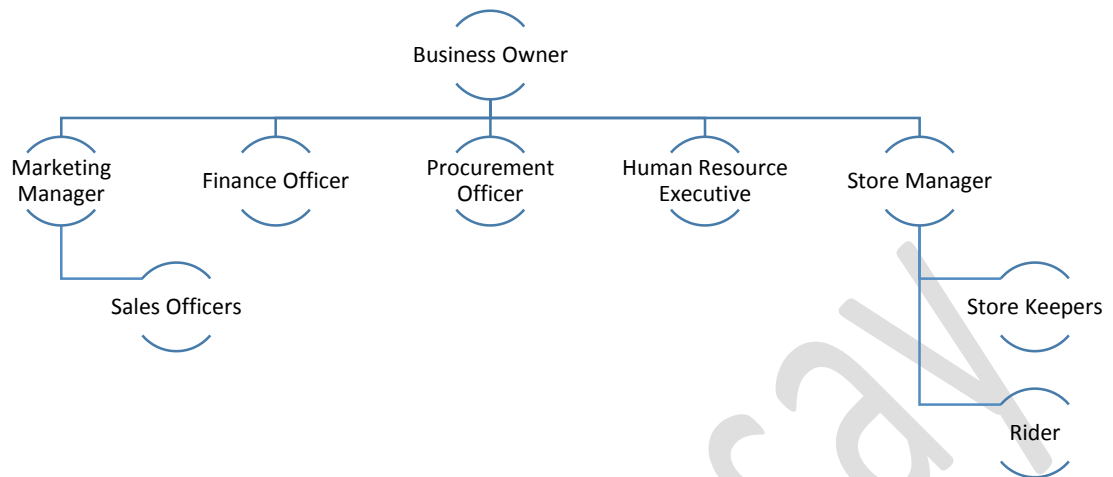 Business Owner
Marketing
Manager
Finance Officer
Procurement
Officer
Human Resource
Executive
Store Manager
Sales Officers
Store Keepers
Rider